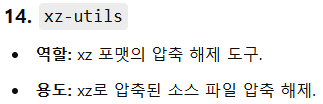 14. xz-utils
• 역할: xz 포맷의 압축 해제 도구.
• 용도: xz로 압축된 소스 파일 압축 해제.